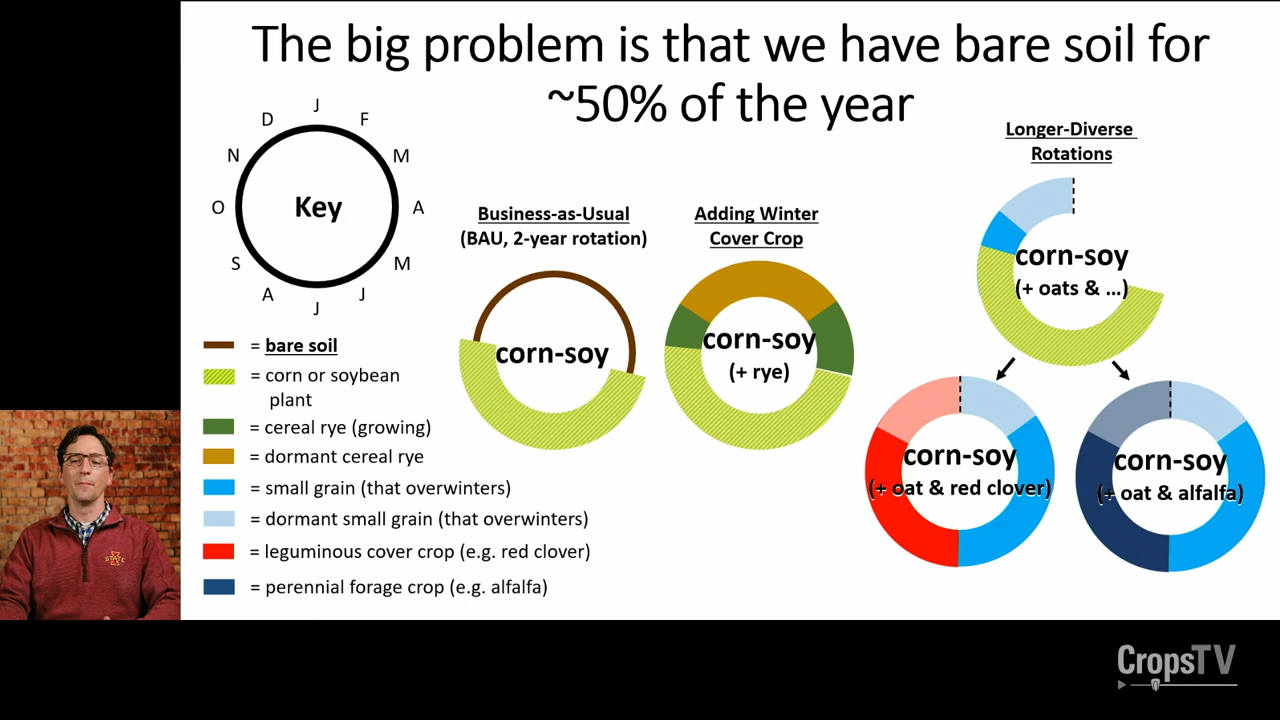 The big problem is that we have bare soil for
~50% of the year
J
F
M
A
M
J
J
A
S
O
N
D
Key
= bare soil
= corn or soybean
plant
= cereal rye (growing)
= dormant cereal rye
= small grain (that overwinters)
= dormant small grain (that overwinters)
= leguminous cover crop (e.g. red clover)
= perennial forage crop (e.g. alfalfa)
Business-as-Usual
(BAU, 2-year rotation)
corn-soy
Adding Winter
Cover Crop
corn-soy
(+ rye)
Longer-Diverse
Rotations
corn-soy
(+ oats & ...)
corn-soy
(+ oat & red clover)
corn-soy
(+ oat & alfalfa)
CropsTV